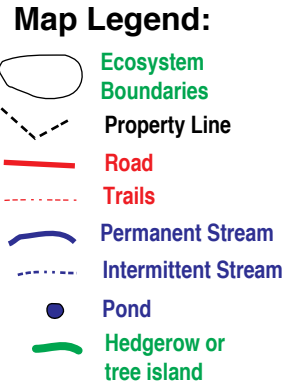 Map Legend:
Ecosystem
Boundaries
Property Line
Road
Trails
Permanent Stream
Intermittent Stream
Pond
Hedgerow or
tree island